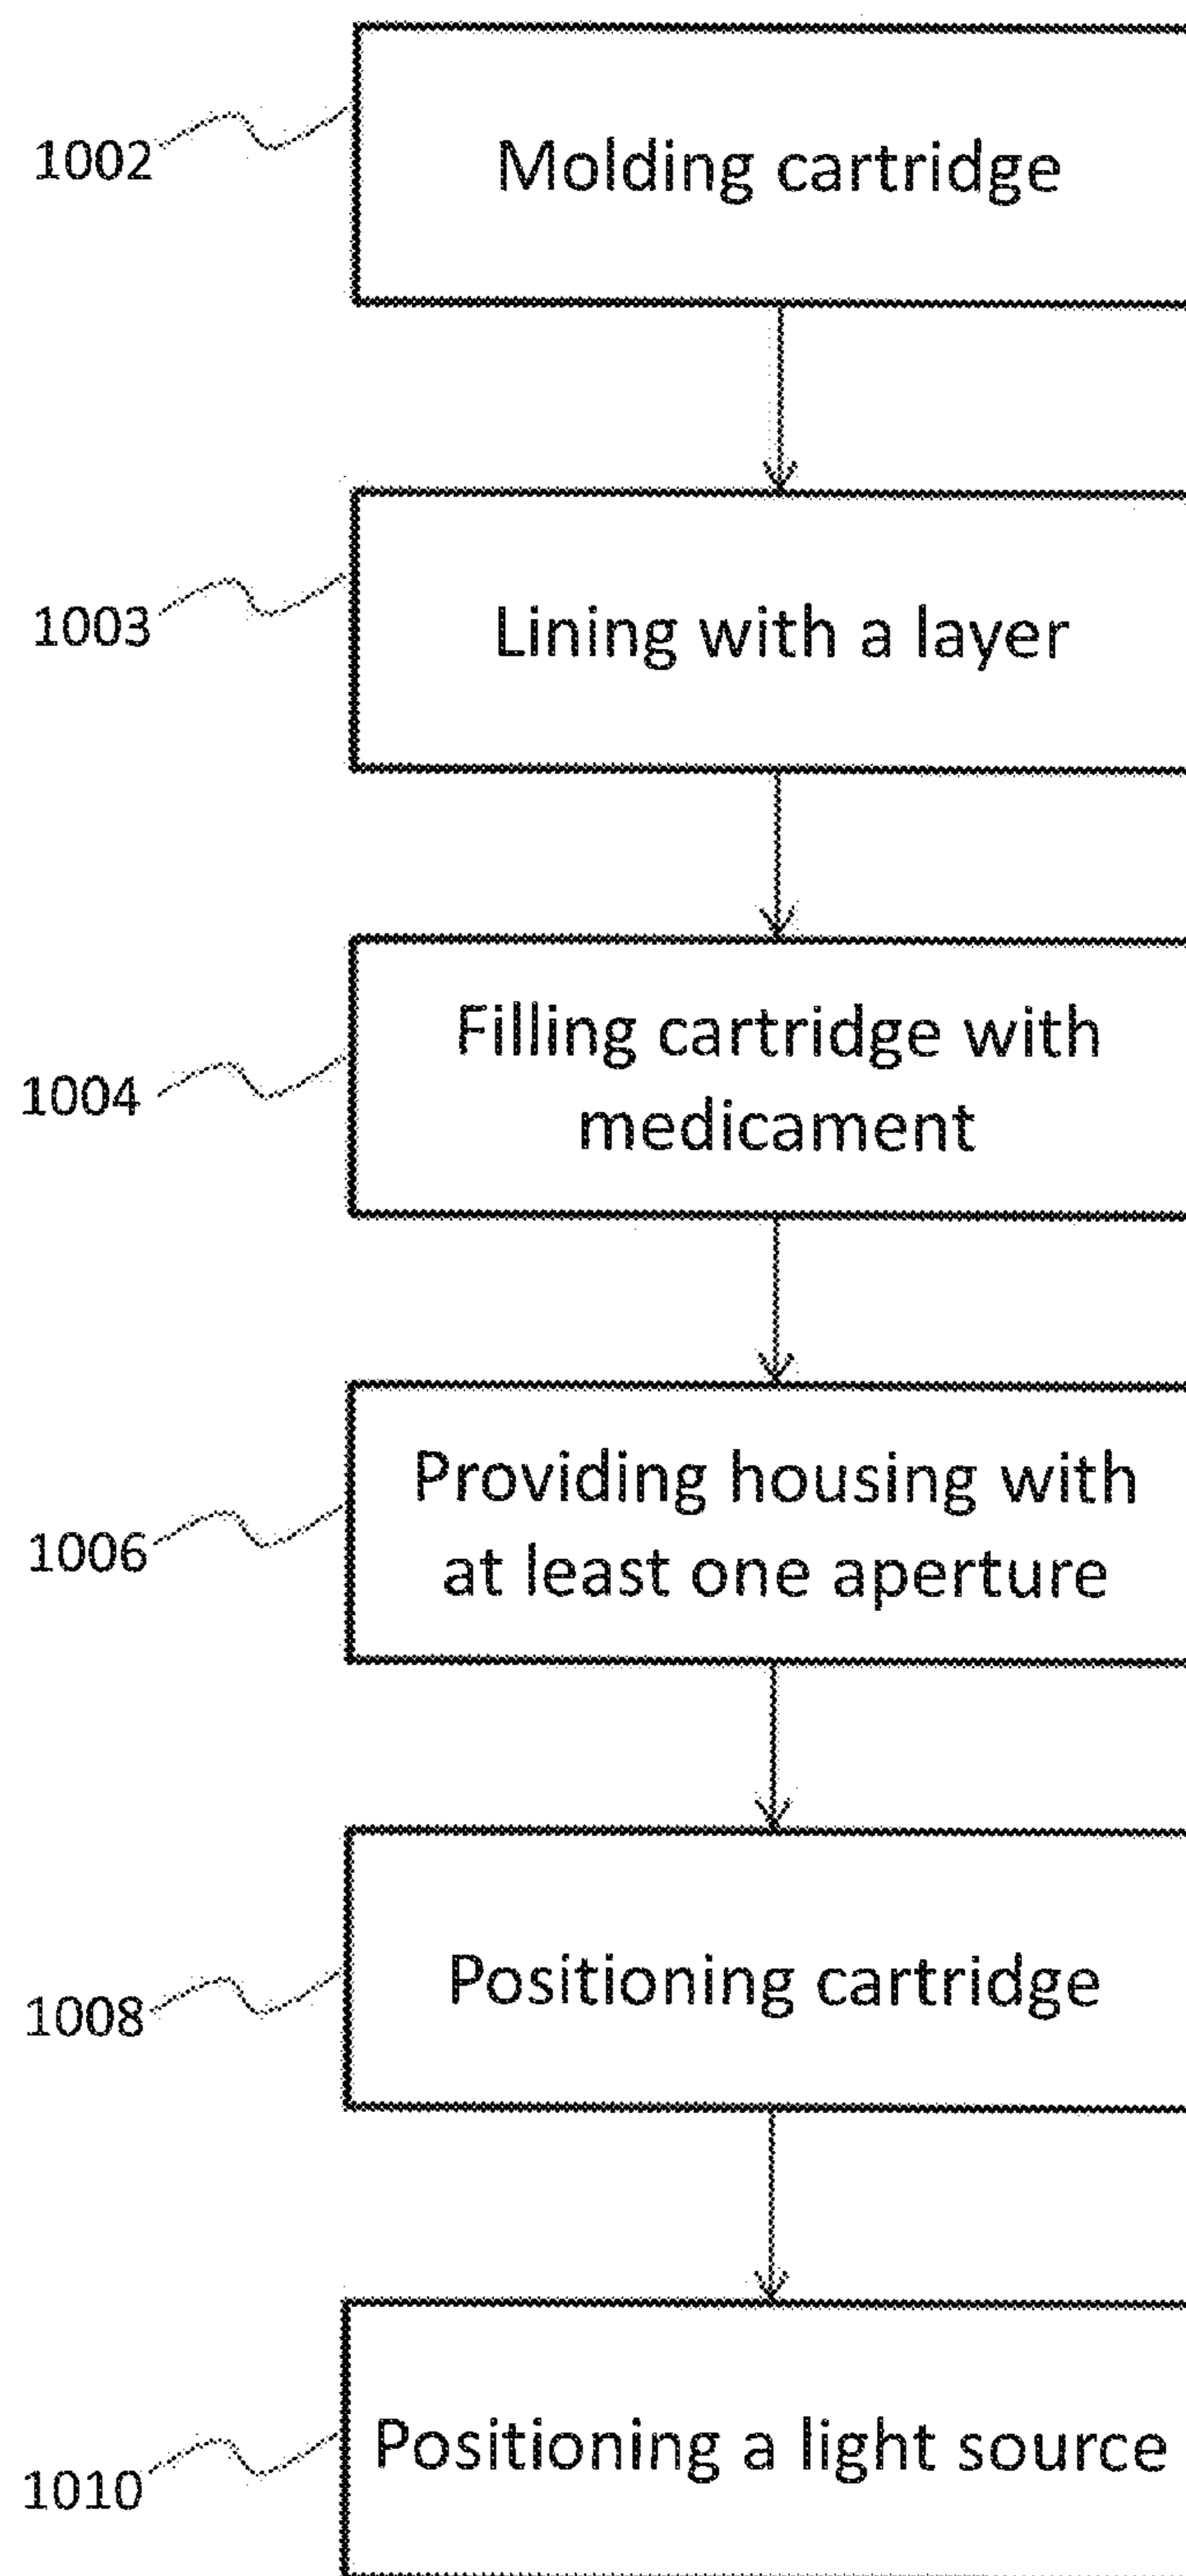 1002
Molding cartridge
1003
Lining with a layer
1004
Filling cartridge with
medicament
1006
Providing housing with
at least one aperture
1008
Positioning cartridge
1010
Positioning a light source